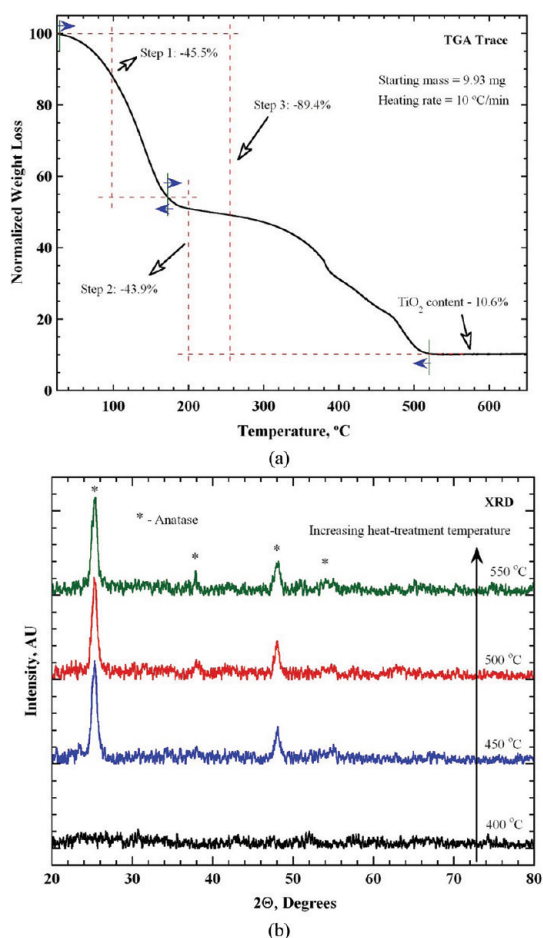 (a)
100
80
60
40
20
0
Normalized Weight Loss
TGA Trace
Step 1: -45.5%
Starting mass = 9.93 mg
Heating rate = 10 ºC/min
Step 3: -89.4%
Step 2: -43.9%
TiO2 content - 10.6%
100 200 300 400 500 600
Temperature, ºC
(a)
XRD
* - Anatase
Increasing heat-treatment temperature
* * * *
550 °C
500 °C
450 °C
400 °C
Intensity, AU
20 30 40 50 60 70 80
2Θ, Degrees
(b)